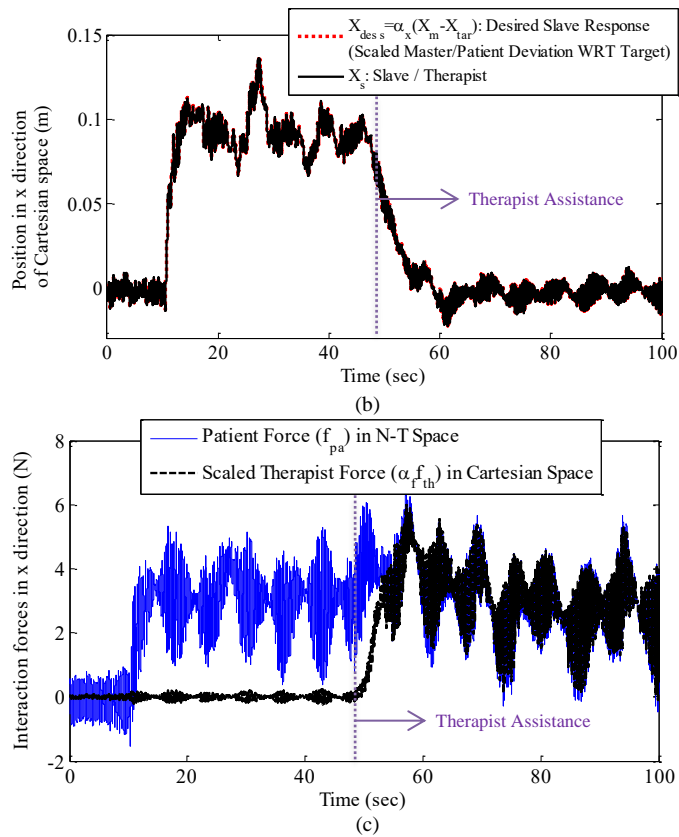 X_des s=α_x(X_m-X_tar): Desired Slave Response
(Scaled Master/Patient Deviation WRT Target)
X_s: Slave / Therapist
0.15
0.1
0.05
0
Position in x direction
of Cartesian space (m)
Therapist Assistance
0 20 40 60 80 100
Time (sec)
(b)
Patient Force (f_pa) in N-T Space
Scaled Therapist Force (α_f f_th) in Cartesian Space
8
6
4
2
0
-2
Interaction forces in x direction (N)
Therapist Assistance
0 20 40 60 80 100
Time (sec)
(c)